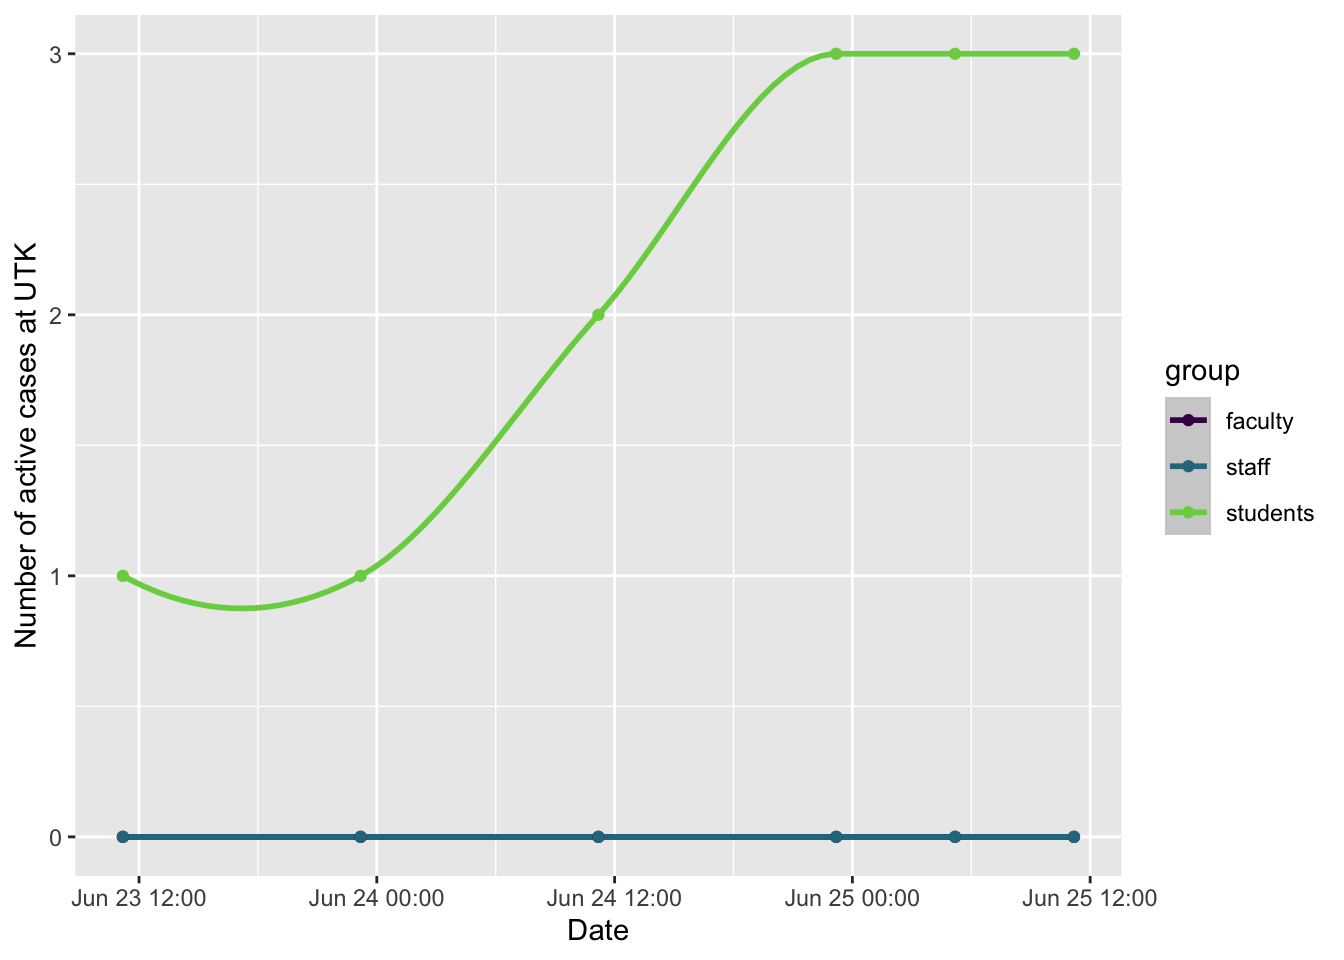 Number of active cases at UTK
3
2
1
0
Jun 23 12:00
Jun 24 00:00
Jun 24 12:00
Jun 25 00:00
Jun 25 12:00
Date
group
faculty
staff
students